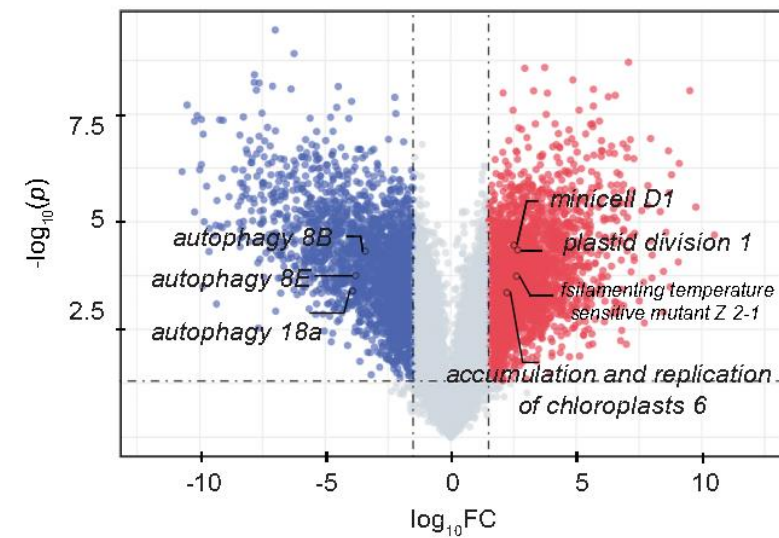 7.5
5
2.5
-log10(p)
autophagy 8B
autophagy 8E
autophagy 18a
minicell D1
plastid division 1
fsilamenting temperature
sensitive mutant Z 2-1
accumulation and replication
of chloroplasts 6
-10
-5
0
5
10
log10FC